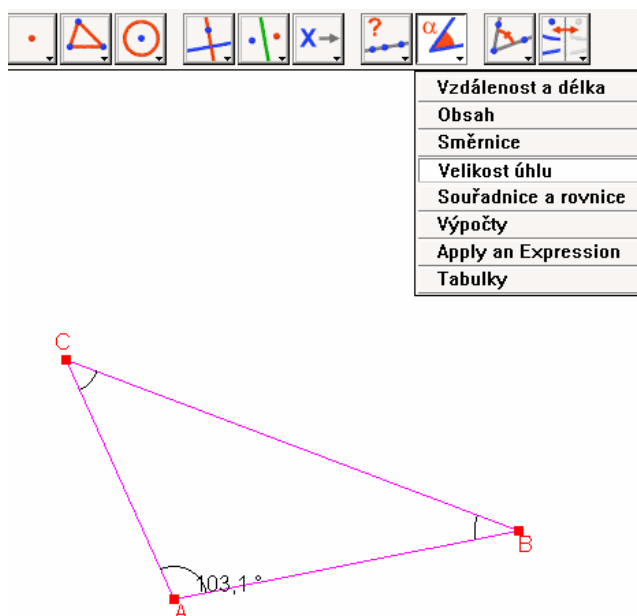 X
?
α
Vzdálenost a délka
Obsah
Směrnice
Velikost úhlu
Souřadnice a rovnice
Výpočty
Apply an Expression
Tabulky
C
B
103,1 °
A